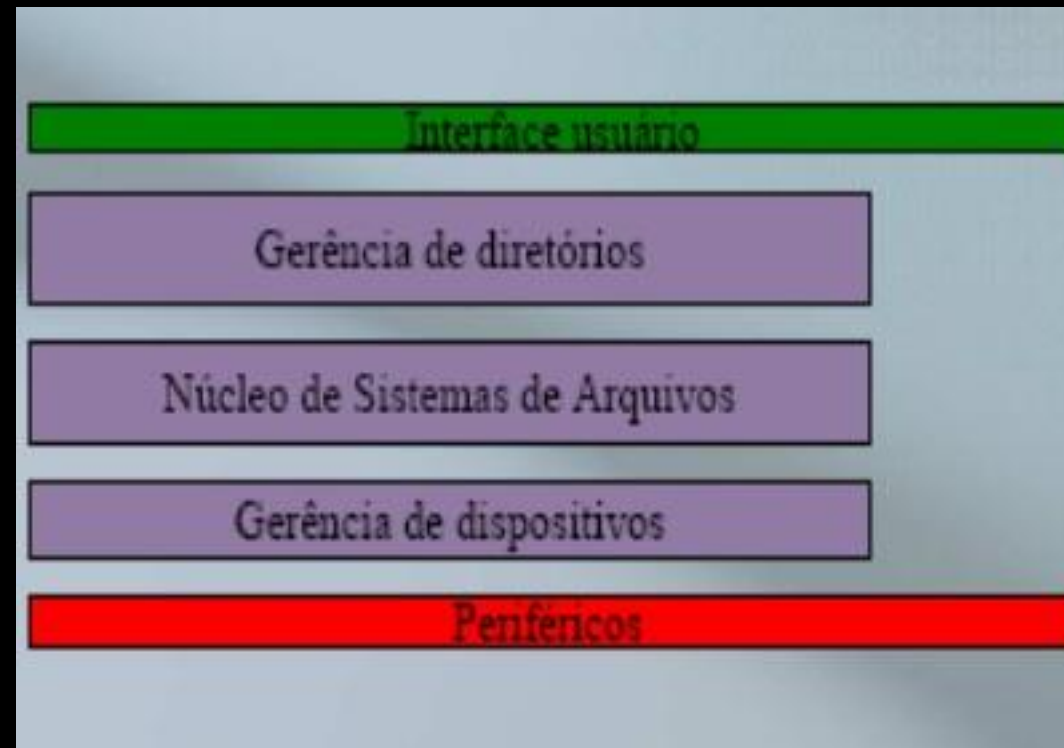 Interface usuário
Gerência de diretórios
Núcleo de Sistemas de Arquivos
Gerência de dispositivos
Periféricos